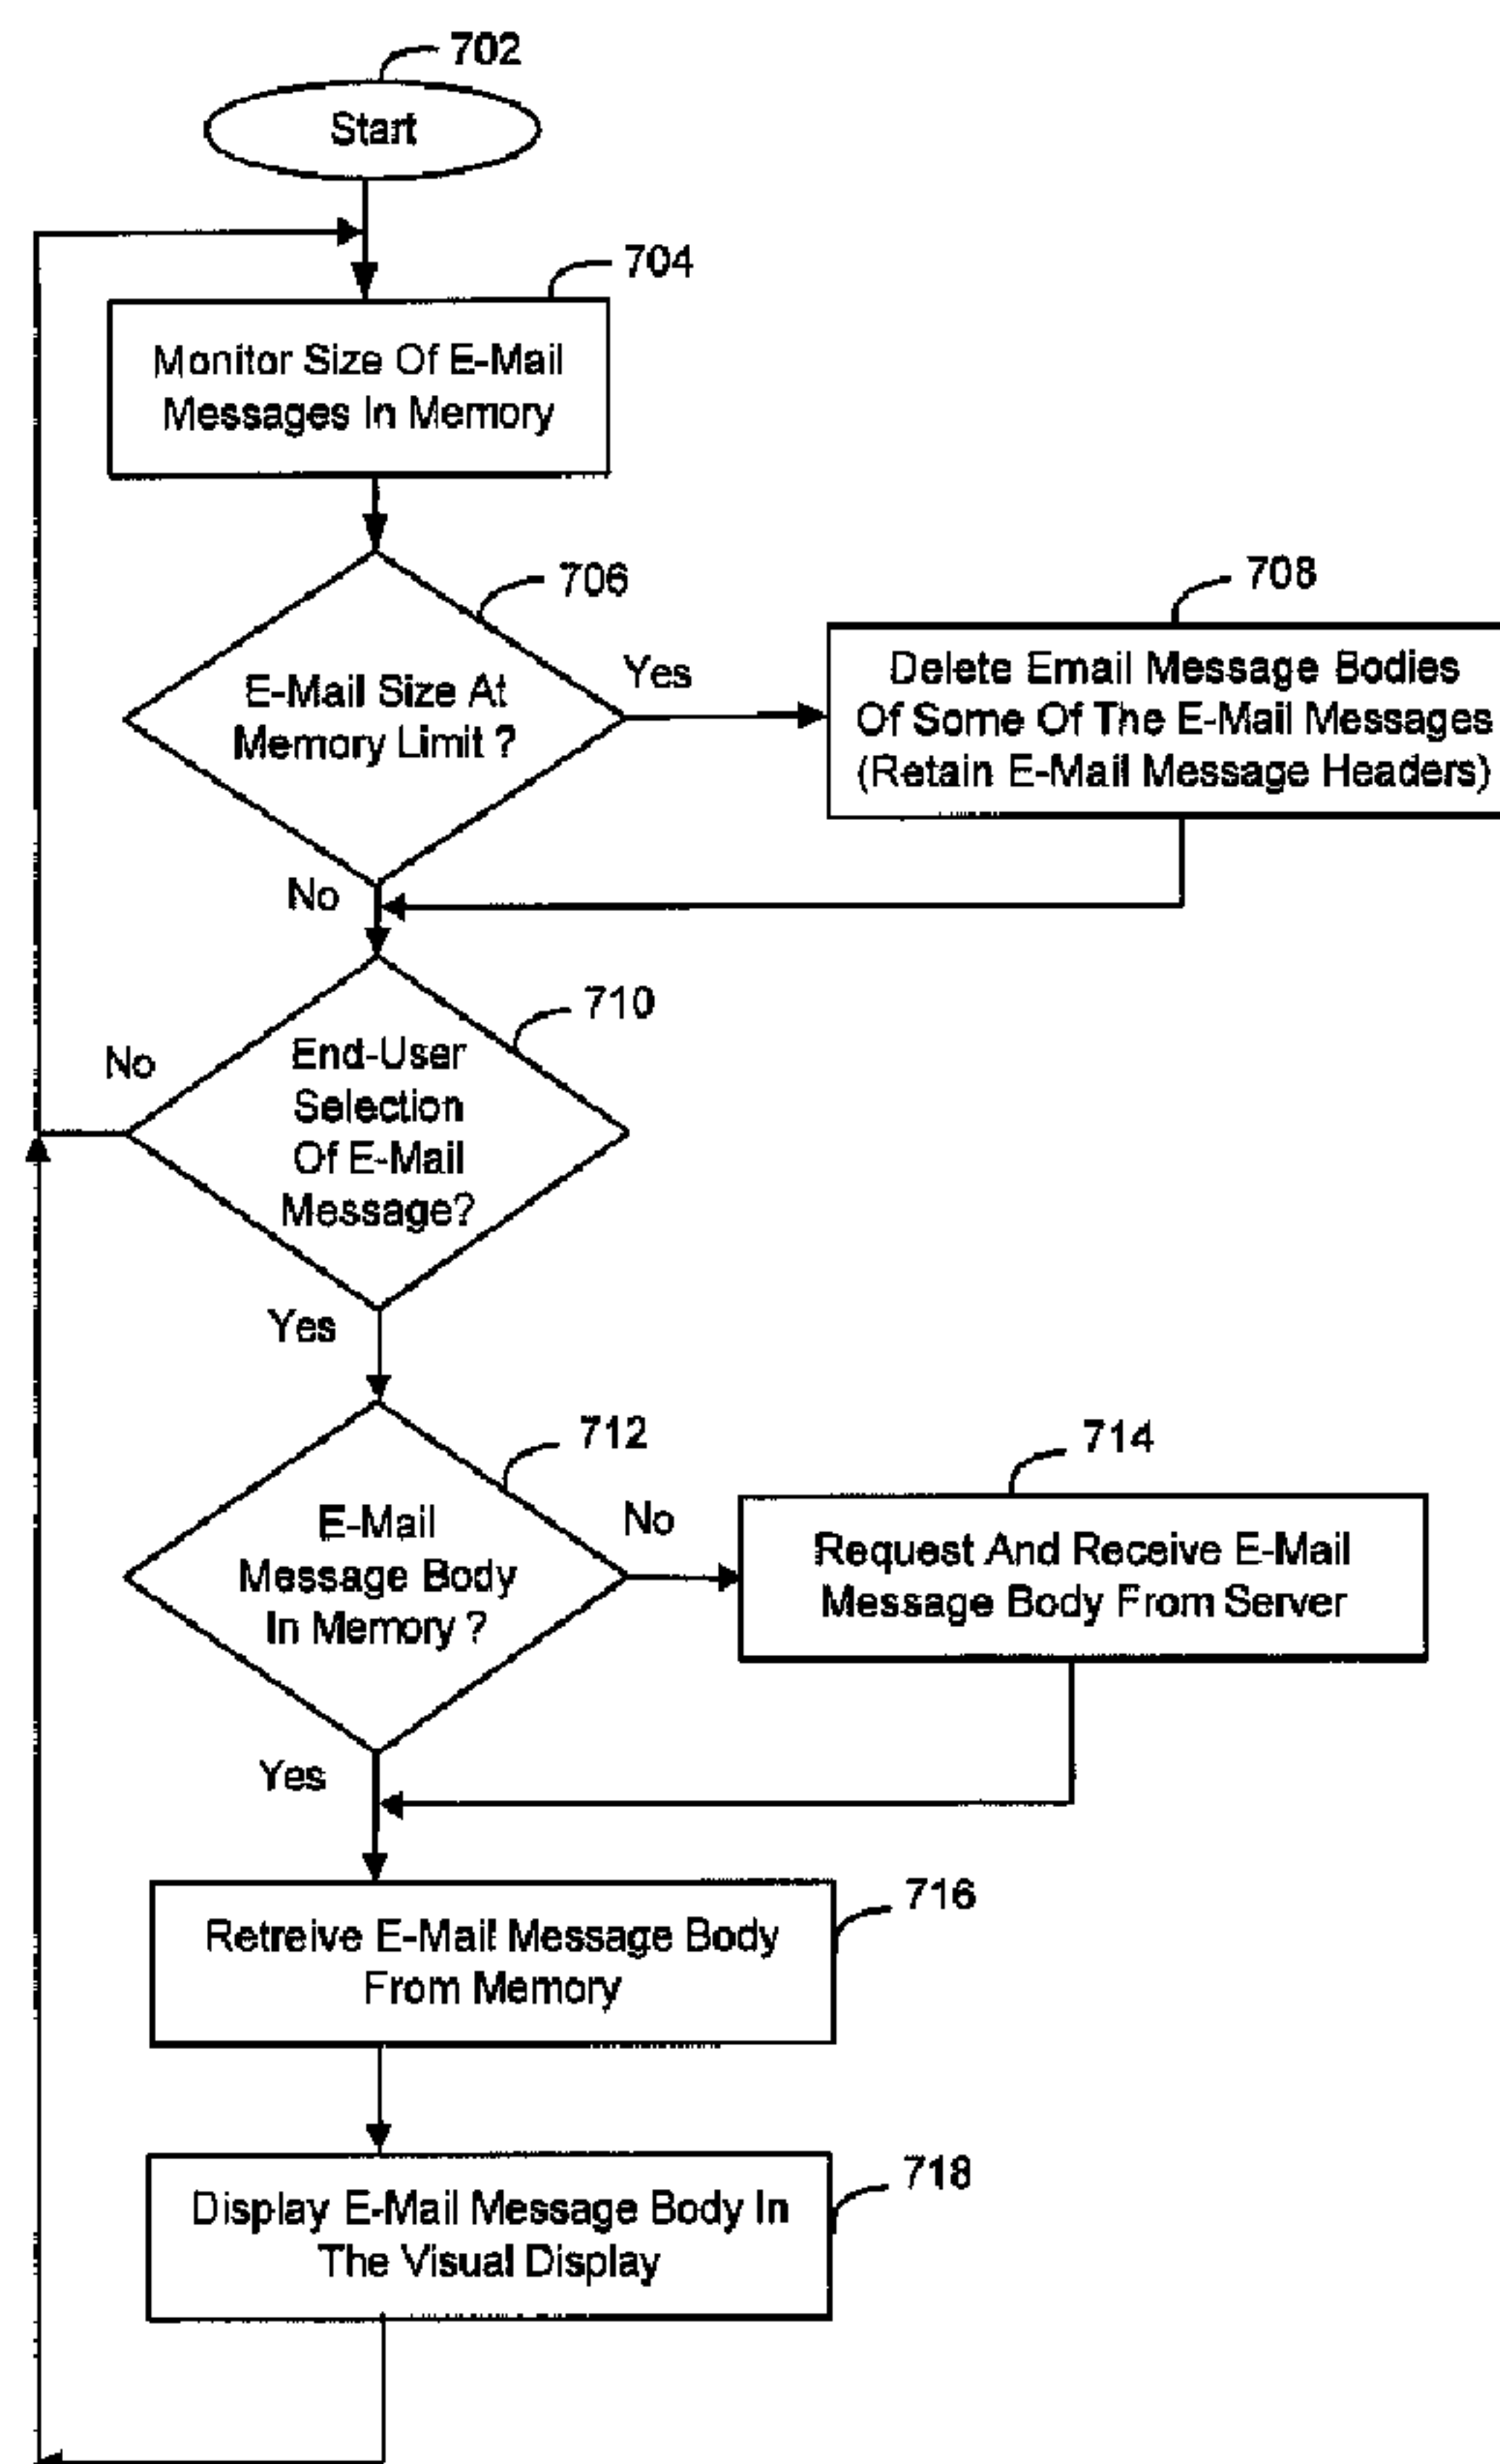 702
Start
704
Monitor Size Of E-Mail
Messages In Memory
706
E-Mail Size At
Memory Limit ?
Yes
No
708
Delete Email Message Bodies
Of Some Of The E-Mail Messages
(Retain E-Mail Message Headers)
710
End-User
Selection
Of E-Mail
Message?
No
Yes
712
E-Mail
Message Body
In Memory ?
No
Yes
714
Request And Receive E-Mail
Message Body From Server
716
Retreive E-Mail Message Body
From Memory
718
Display E-Mail Message Body In
The Visual Display